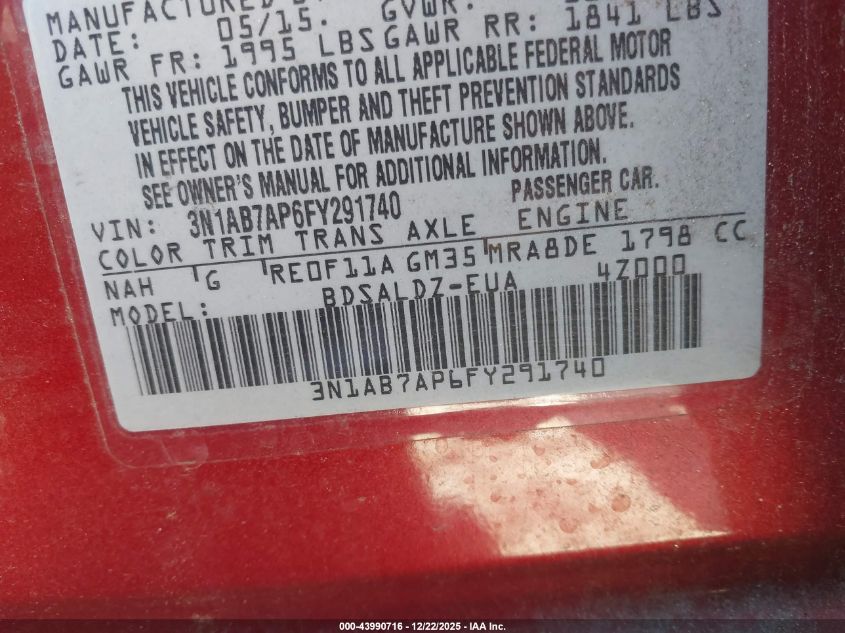 MANUFACTURED
DATE: 05/15. GVWR:
GAWR FR: 1995 LBS GAWR RR: 1841 LBS
THIS VEHICLE CONFORMS TO ALL APPLICABLE FEDERAL MOTOR
VEHICLE SAFETY, BUMPER AND THEFT PREVENTION STANDARDS
IN EFFECT ON THE DATE OF MANUFACTURE SHOWN ABOVE.
SEE OWNER'S MANUAL FOR ADDITIONAL INFORMATION.
VIN: 3N1AB7AP6FY291740 PASSENGER CAR.
COLOR TRIM TRANS AXLE ENGINE
NAH G RE0F11A GM35 MRA8DE 1798 CC
MODEL: BDSALDZ-EUA 4Z000
3N1AB7AP6FY291740
000-43990716 - 12/22/2025 - IAA Inc.